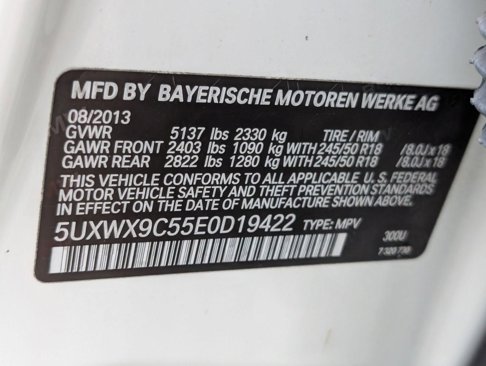 MFD BY BAYERISCHE MOTOREN WERKE AG
08/2013
GVWR 5137 lbs 2330 kg TIRE / RIM
GAWR FRONT 2403 lbs 1090 kg WITH 245/50 R18 /8.0J x 18
GAWR REAR 2822 lbs 1280 kg WITH 245/50 R18 /8.0J x 18
THIS VEHICLE CONFORMS TO ALL APPLICABLE U. S. FEDERAL
MOTOR VEHICLE SAFETY AND THEFT PREVENTION STANDARDS
IN EFFECT ON THE DATE OF MANUFACTURE SHOWN ABOVE.
5UXWX9C55E0D19422 TYPE: MPV
300U